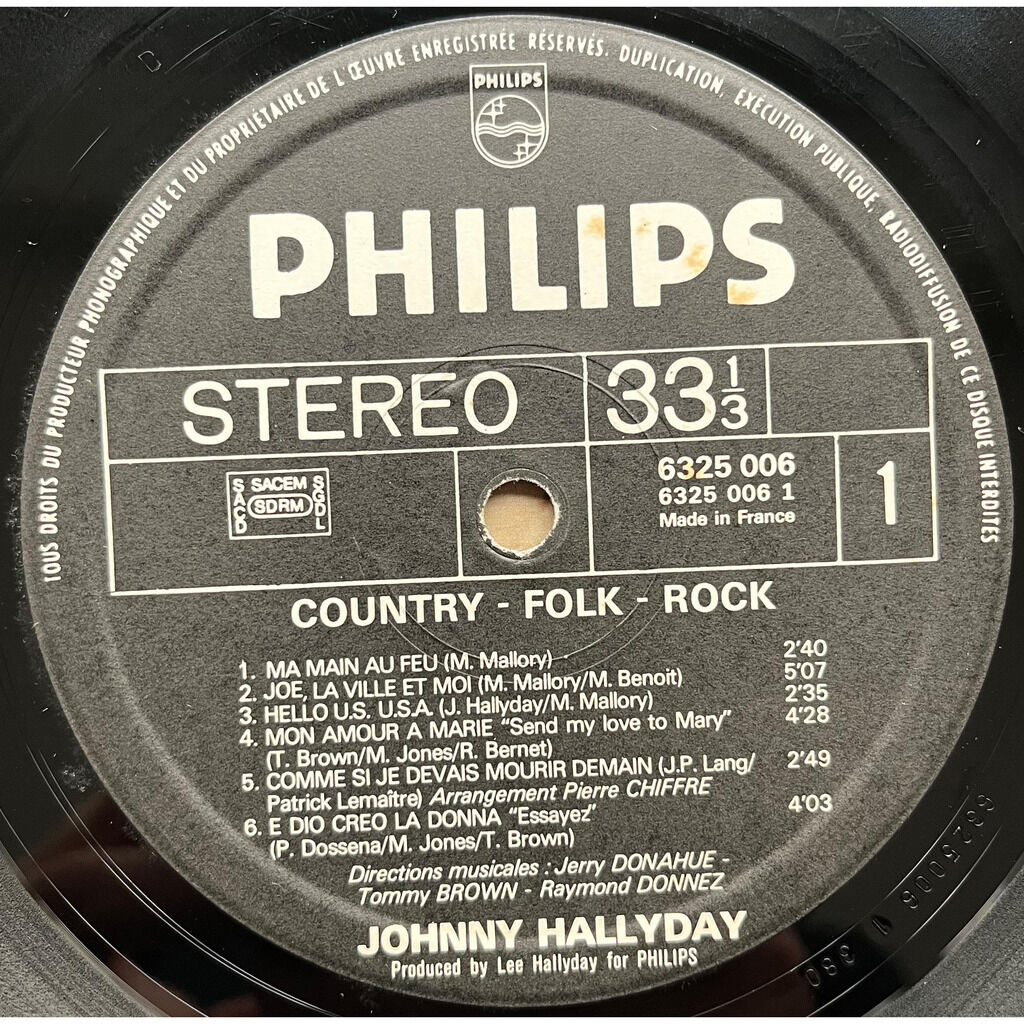 TOUS DROITS DU PRODUCTEUR PHONOGRAPHIQUE ET DU PROPRIÉTAIRE DE L'ŒUVRE ENREGISTRÉE RÉSERVÉS. DUPLICATION, EXÉCUTION PUBLIQUE, RADIODIFFUSION DE CE DISQUE INTERDITES
PHILIPS
PHILIPS
STEREO 33 1/3
SACEM
SACD
SDRM
SGDL
6325 006
6325 006 1
Made in France
1
COUNTRY - FOLK - ROCK
1. MA MAIN AU FEU (M. Mallory) 2'40
2. JOE, LA VILLE ET MOI (M. Mallory/M. Benoit) 5'07
3. HELLO U.S. U.S.A. (J. Hallyday/M. Mallory) 2'35
4. MON AMOUR A MARIE "Send my love to Mary" 4'28
(T. Brown/M. Jones/R. Bernet)
5. COMME SI JE DEVAIS MOURIR DEMAIN (J.P. Lang/ 2'49
Patrick Lemaître) Arrangement Pierre CHIFFRE
6. E DIO CREO LA DONNA "Essayez" 4'03
(P. Dossena/M. Jones/T. Brown)
Directions musicales : Jerry DONAHUE -
Tommy BROWN - Raymond DONNEZ
JOHNNY HALLYDAY
Produced by Lee Hallyday for PHILIPS
6325006 1 380